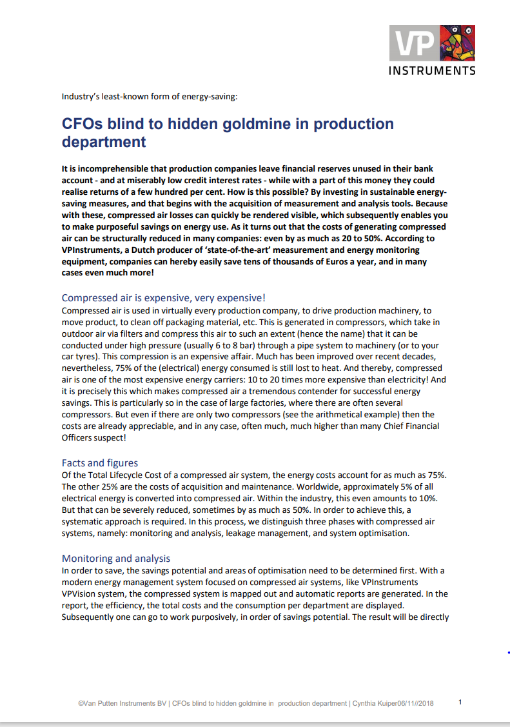 VP
INSTRUMENTS
Industry's least-known form of energy-saving:
CFOs blind to hidden goldmine in production
department
It is incomprehensible that production companies leave financial reserves unused in their bank
account - and at miserably low credit interest rates - while with a part of this money they could
realise returns of a few hundred per cent. How is this possible? By investing in sustainable energy-
saving measures, and that begins with the acquisition of measurement and analysis tools. Because
with these, compressed air losses can quickly be rendered visible, which subsequently enables you
to make purposeful savings on energy use. As it turns out that the costs of generating compressed
air can be structurally reduced in many companies: even by as much as 20 to 50%. According to
VPInstruments, a Dutch producer of 'state-of-the-art' measurement and energy monitoring
equipment, companies can hereby easily save tens of thousands of Euros a year, and in many
cases even much more!
Compressed air is expensive, very expensive!
Compressed air is used in virtually every production company, to drive production machinery, to
move product, to clean off packaging material, etc. This is generated in compressors, which take in
outdoor air via filters and compress this air to such an extent (hence the name) that it can be
conducted under high pressure (usually 6 to 8 bar) through a pipe system to machinery (or to your
car tyres). This compression is an expensive affair. Much has been improved over recent decades,
nevertheless, 75% of the (electrical) energy consumed is still lost to heat. And thereby, compressed
air is one of the most expensive energy carriers: 10 to 20 times more expensive than electricity! And
it is precisely this which makes compressed air a tremendous contender for successful energy
savings. This is particularly so in the case of large factories, where there are often several
compressors. But even if there are only two compressors (see the arithmetical example) then the
costs are already appreciable, and in any case, often much, much higher than many Chief Financial
Officers suspect!
Facts and figures
Of the Total Lifecycle Cost of a compressed air system, the energy costs account for as much as 75%.
The other 25% are the costs of acquisition and maintenance. Worldwide, approximately 5% of all
electrical energy is converted into compressed air. Within the industry, this even amounts to 10%.
But that can be severely reduced, sometimes by as much as 50%. In order to achieve this, a
systematic approach is required. In this process, we distinguish three phases with compressed air
systems, namely: monitoring and analysis, leakage management, and system optimisation.
Monitoring and analysis
In order to save, the savings potential and areas of optimisation need to be determined first. With a
modern energy management system focused on compressed air systems, like VPInstruments
VPVision system, the compressed system is mapped out and automatic reports are generated. In the
report, the efficiency, the total costs and the consumption per department are displayed.
Subsequently one can go to work purposively, in order of savings potential. The result will be directly
©Van Putten Instruments BV | CFOs blind to hidden goldmine in production department | Cynthia Kuiper06/11//2018 1